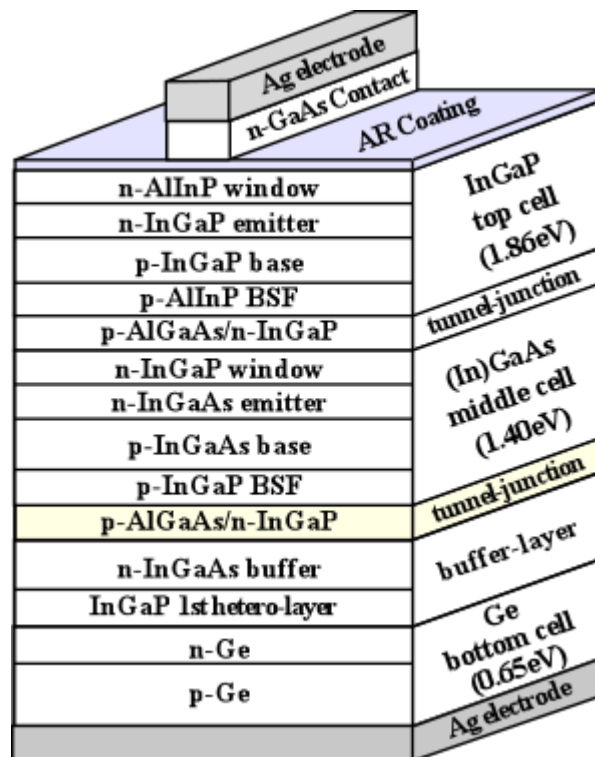 Ag electrode
n-GaAs Contact
AR Coating
n-AlInP window
n-InGaP emitter
p-InGaP base
p-AlInP BSF
p-AlGaAs/n-InGaP
n-InGaP window
n-InGaAs emitter
p-InGaAs base
p-InGaP BSF
p-AlGaAs/n-InGaP
n-InGaAs buffer
InGaP 1st hetero-layer
n-Ge
p-Ge
InGaP
top cell
(1.86eV)
tunnel-junction
(In)GaAs
middle cell
(1.40eV)
tunnel-junction
buffer-layer
Ge
bottom cell
(0.65eV)
Ag electrode